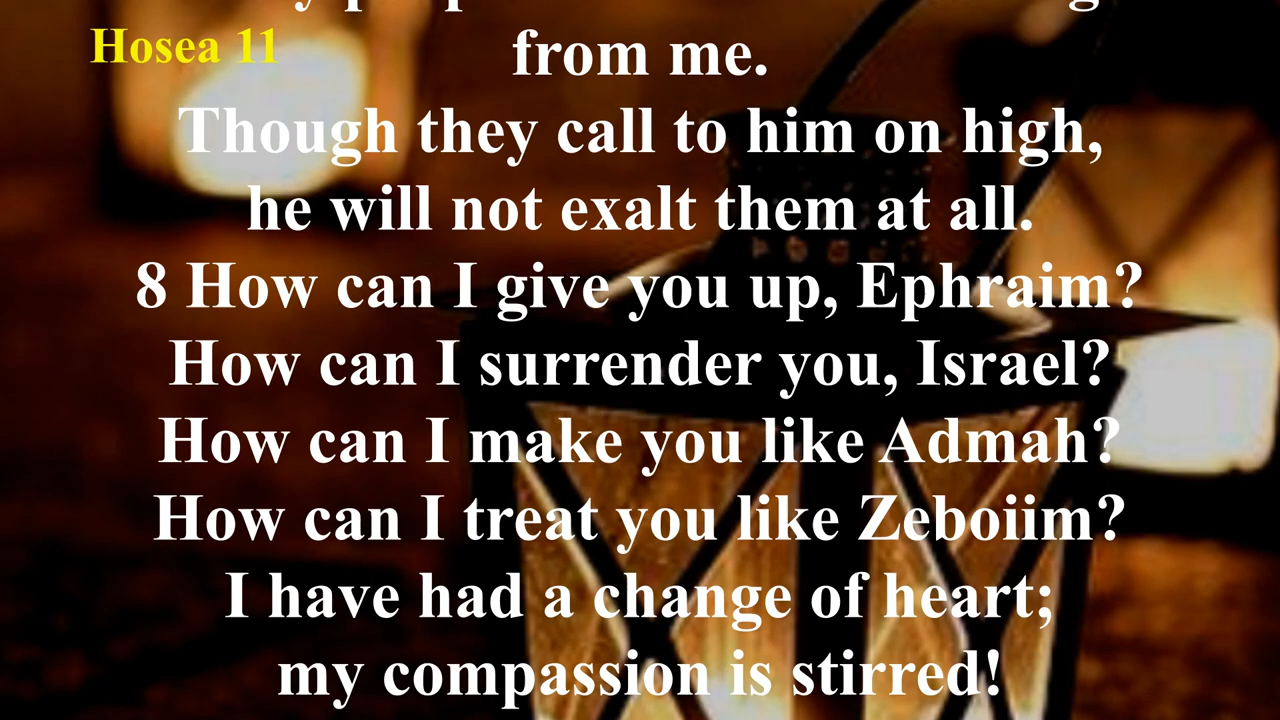 Hosea 11
from me.
Though they call to him on high,
he will not exalt them at all.
8 How can I give you up, Ephraim?
How can I surrender you, Israel?
How can I make you like Admah?
How can I treat you like Zeboiim?
I have had a change of heart;
my compassion is stirred!